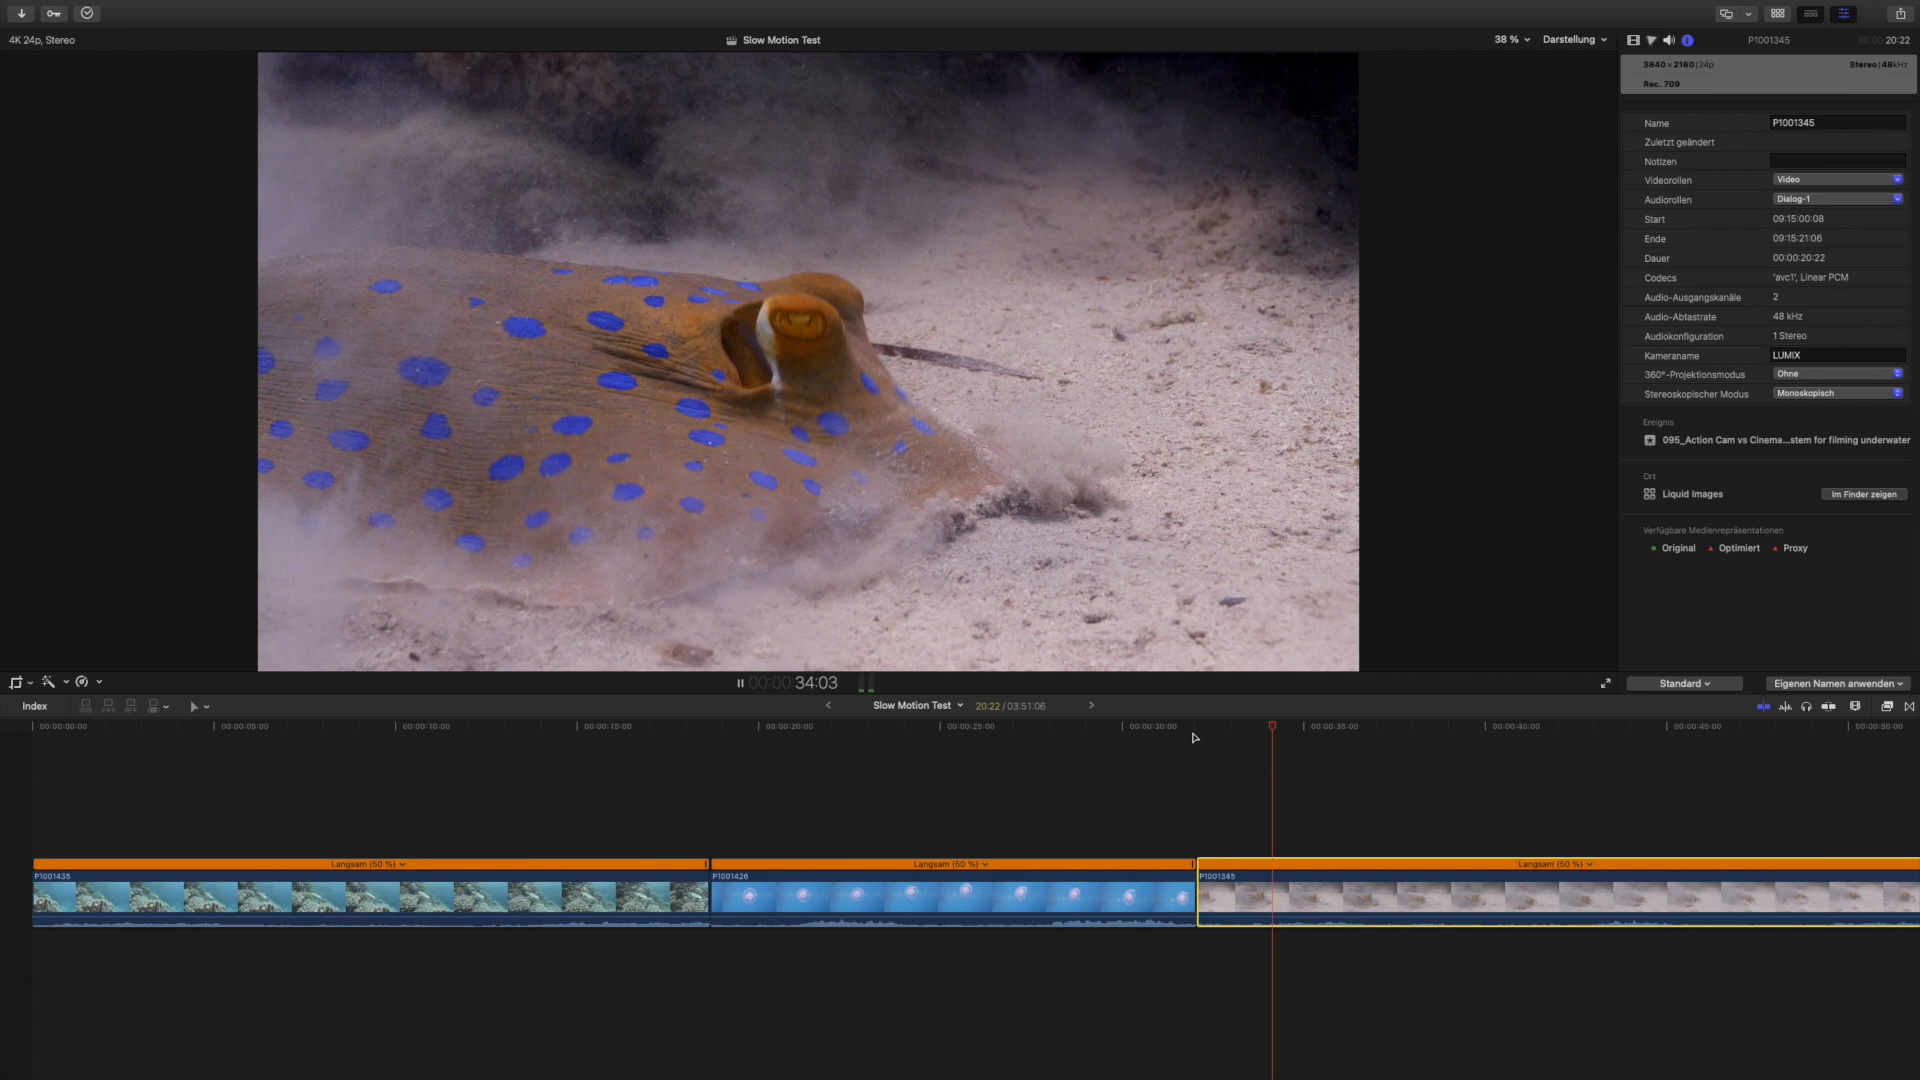 4K 24p, Stereo
Slow Motion Test
38 %
Darstellung
P1001345
00:00:20:22
3840 × 2160 | 24p
Stereo | 48kHz
Rec. 709
Name
P1001345
Zuletzt geändert
Notizen
Videorollen
Video
Audiorollen
Dialog-1
Start
09:15:00:08
Ende
09:15:21:06
Dauer
00:00:20:22
Codecs
'avc1', Linear PCM
Audio-Ausgangskanäle
2
Audio-Abtastrate
48 kHz
Audiokonfiguration
1 Stereo
Kameraname
LUMIX
360°-Projektionsmodus
Ohne
Stereoskopischer Modus
Monoskopisch
Ereignis
095_Action Cam vs Cinema...stem for filming underwater
Ort
Liquid Images
Im Finder zeigen
Verfügbare Medienrepräsentationen
Original
Optimiert
Proxy
00:00:34:03
Standard
Eigenen Namen anwenden
Index
Slow Motion Test
20:22 / 03:51:06
00:00:00:00
00:00:05:00
00:00:10:00
00:00:15:00
00:00:20:00
00:00:25:00
00:00:30:00
00:00:35:00
00:00:40:00
00:00:45:00
00:00:50:00
Langsam (50 %)
Langsam (50 %)
Langsam (50 %)
P1001435
P1001426
P1001345